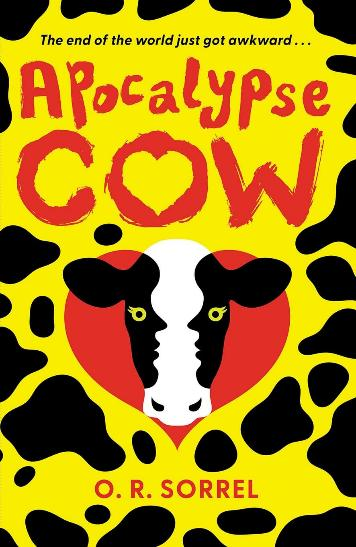 The end of the world just got awkward...
Apocalypse
COW
O. R. SORREL